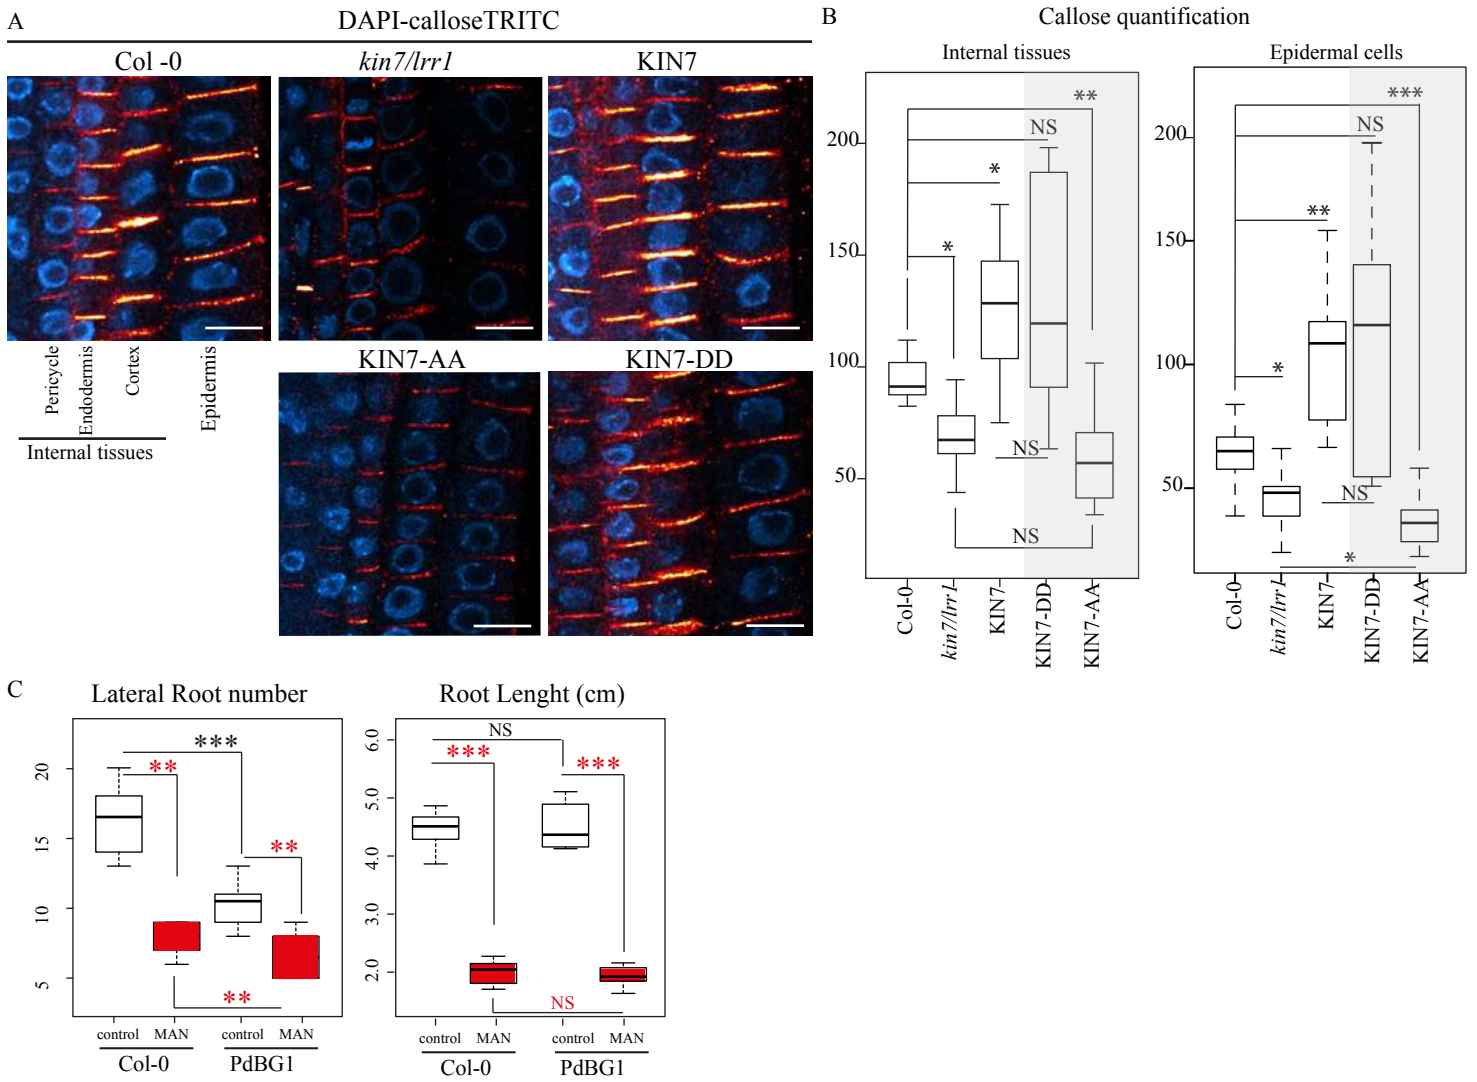 A
DAPI-calloseTRITC
Col -0
kin7/lrr1
KIN7
Pericycle
Endodermis
Cortex
Epidermis
Internal tissues
KIN7-AA
KIN7-DD
B
Callose quantification
Internal tissues
200
150
100
50
**
NS
*
*
NS
NS
Col-0
kin7/lrr1
KIN7
KIN7-DD
KIN7-AA
Epidermal cells
200
150
100
50
***
NS
**
*
NS
*
Col-0
kin7/lrr1
KIN7
KIN7-DD
KIN7-AA
C
Lateral Root number
20
15
10
5
***
**
**
**
control MAN control MAN
Col-0 PdBG1
Root Lenght (cm)
6.0
5.0
4.0
3.0
2.0
NS
***
***
NS
control MAN control MAN
Col-0 PdBG1